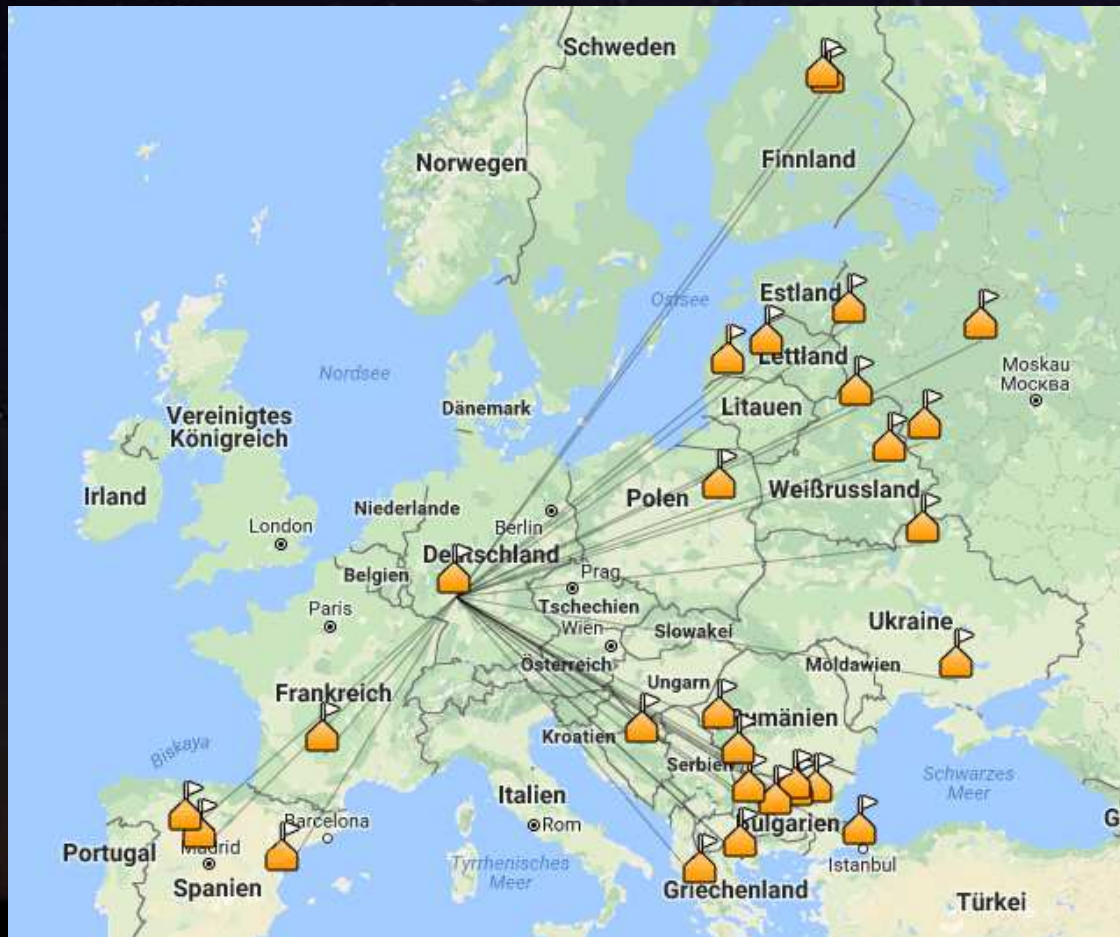 Schweden
Norwegen
Finnland
Ostsee
Estland
Lettland
Moskau
Москва
Nordsee
Dänemark
Litauen
Vereinigtes
Königreich
Irland
Niederlande
Polen
Weißrussland
London
Berlin
Deutschland
Belgien
Prag
Paris
Tschechien
Wien
Slowakei
Ukraine
Österreich
Ungarn
Moldawien
Frankreich
Rumänien
Kroatien
Biskaya
Serbien
Schwarzes
Meer
Italien
Barcelona
Rom
Bulgarien
G
Portugal
Madrid
Istanbul
Tyrrhenisches
Meer
Spanien
Griechenland
Türkei